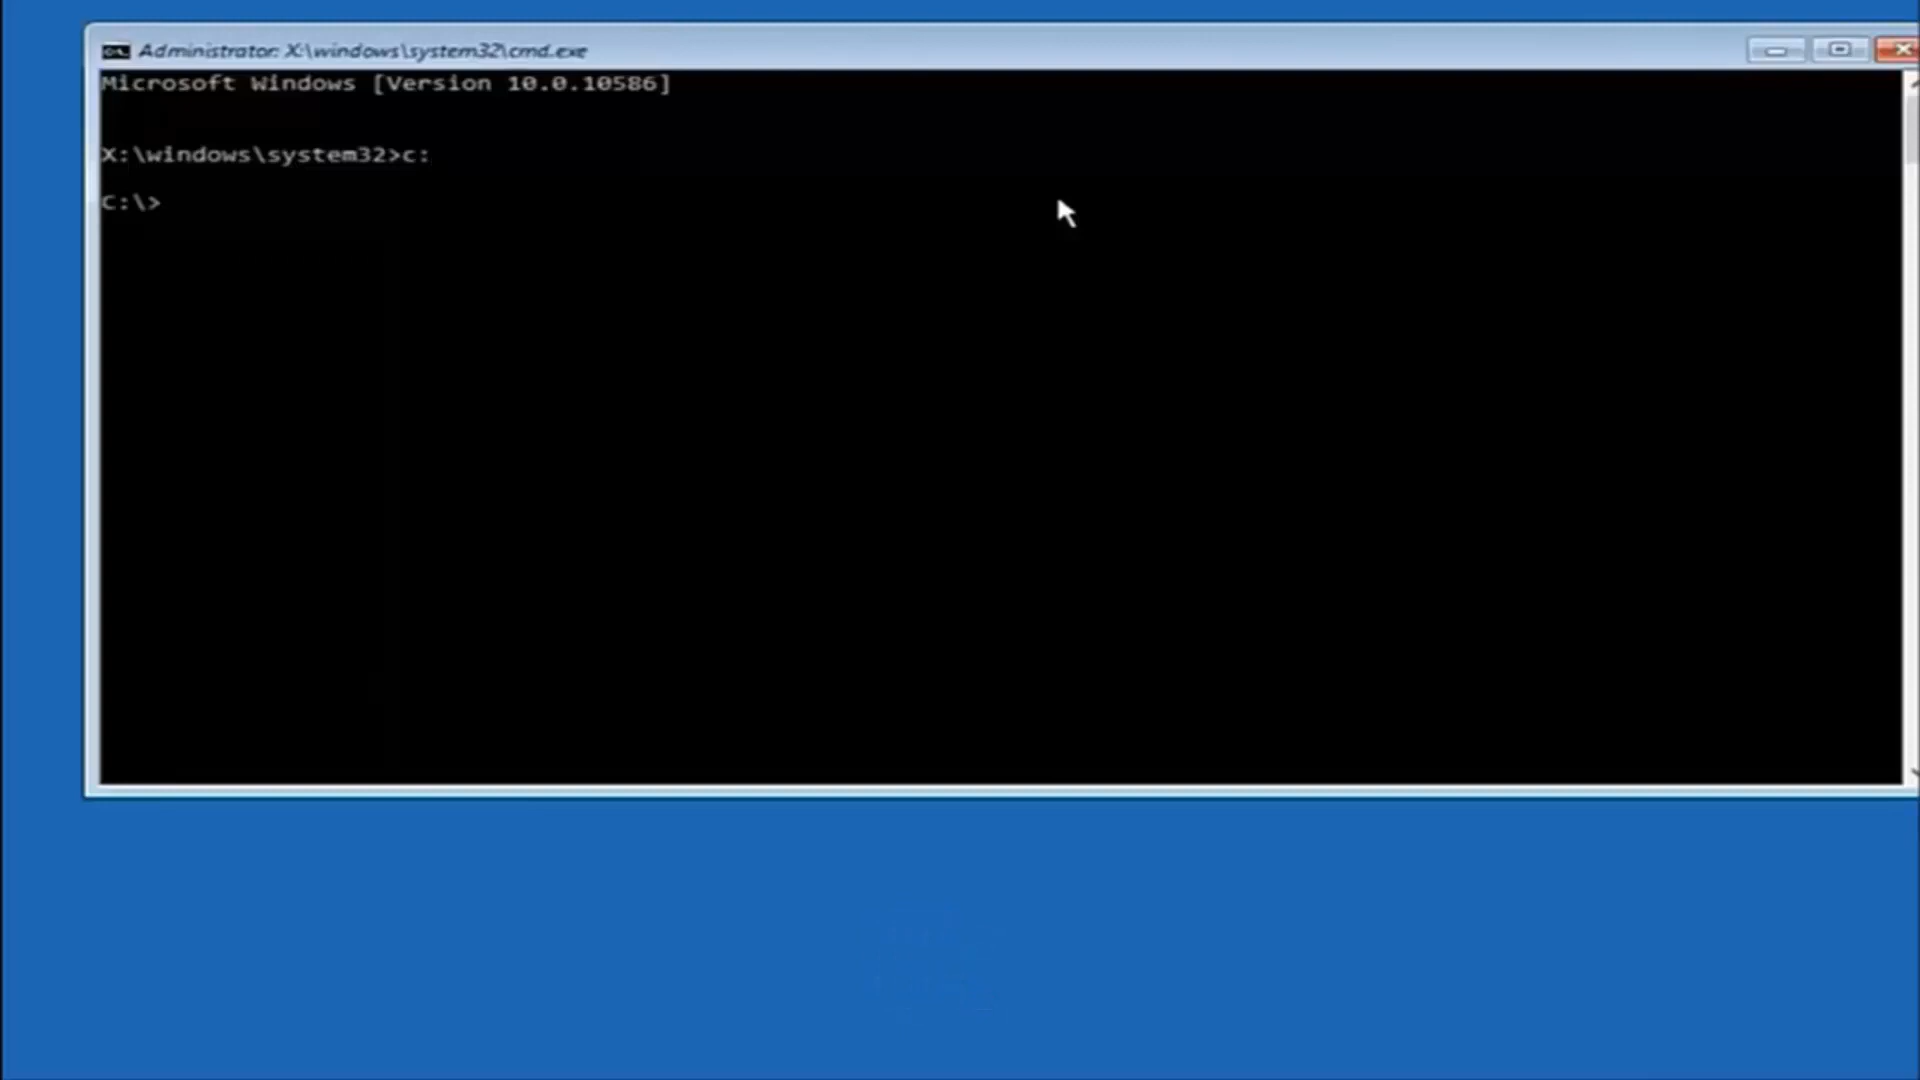 Administrator: X:\windows\system32\cmd.exe
Microsoft Windows [Version 10.0.10586]
X:\windows\system32>c:
C:\>